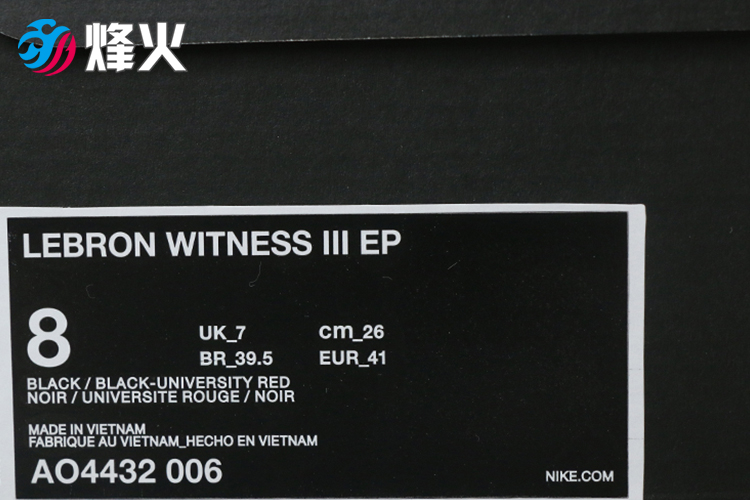 烽火
LEBRON WITNESS III EP
8
UK_7 cm_26
BR_39.5 EUR_41
BLACK / BLACK-UNIVERSITY RED
NOIR / UNIVERSITE ROUGE / NOIR
MADE IN VIETNAM
FABRIQUE AU VIETNAM_HECHO EN VIETNAM
AO4432 006
NIKE.COM